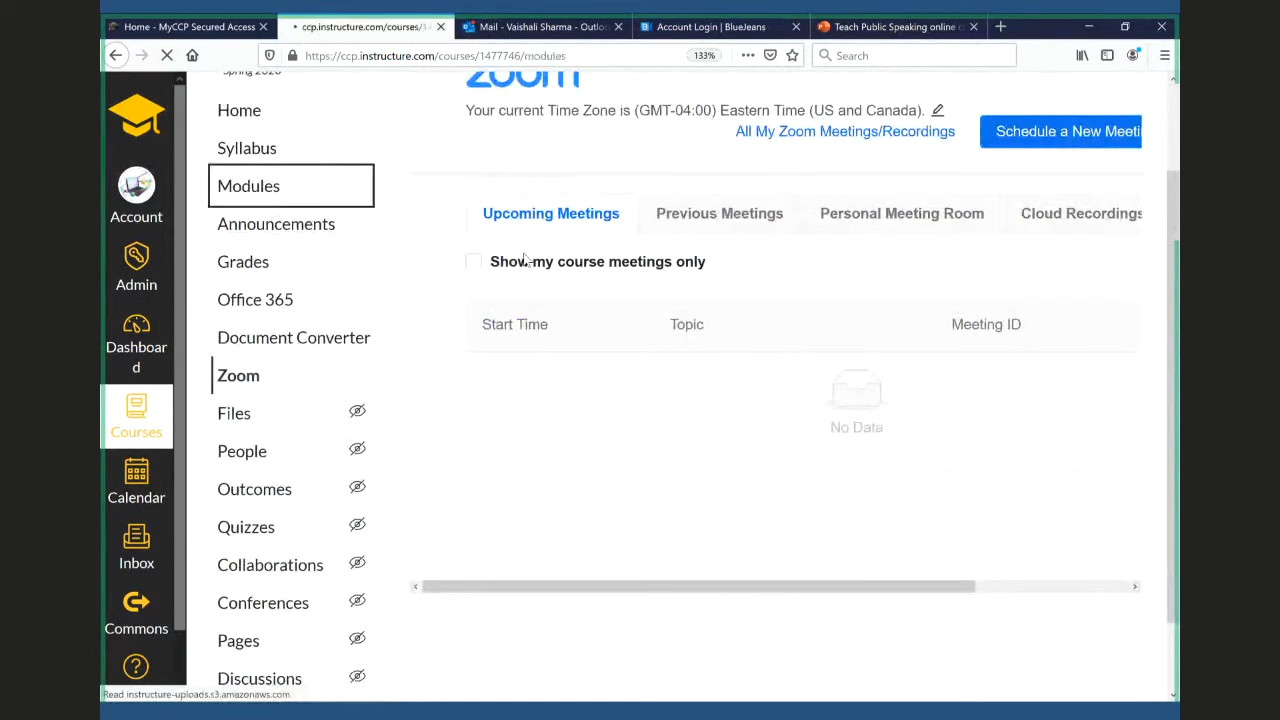 Home - MyCCP Secured Access
ccp.instructure.com/courses/
Mail - Vaishali Sharma - Outloo
Account Login | BlueJeans
Teach Public Speaking online c
https://ccp.instructure.com/courses/1477746/modules
133%
Search
Spring 2020
zoom
Your current Time Zone is (GMT-04:00) Eastern Time (US and Canada).
All My Zoom Meetings/Recordings
Schedule a New Meeti
Upcoming Meetings
Previous Meetings
Personal Meeting Room
Cloud Recordings
Show my course meetings only
Start Time
Topic
Meeting ID
No Data
Home
Syllabus
Modules
Announcements
Grades
Office 365
Document Converter
Zoom
Files
People
Outcomes
Quizzes
Collaborations
Conferences
Pages
Discussions
Account
Admin
Dashboar
d
Courses
Calendar
Inbox
Commons
Read instructure-uploads.s3.amazonaws.com